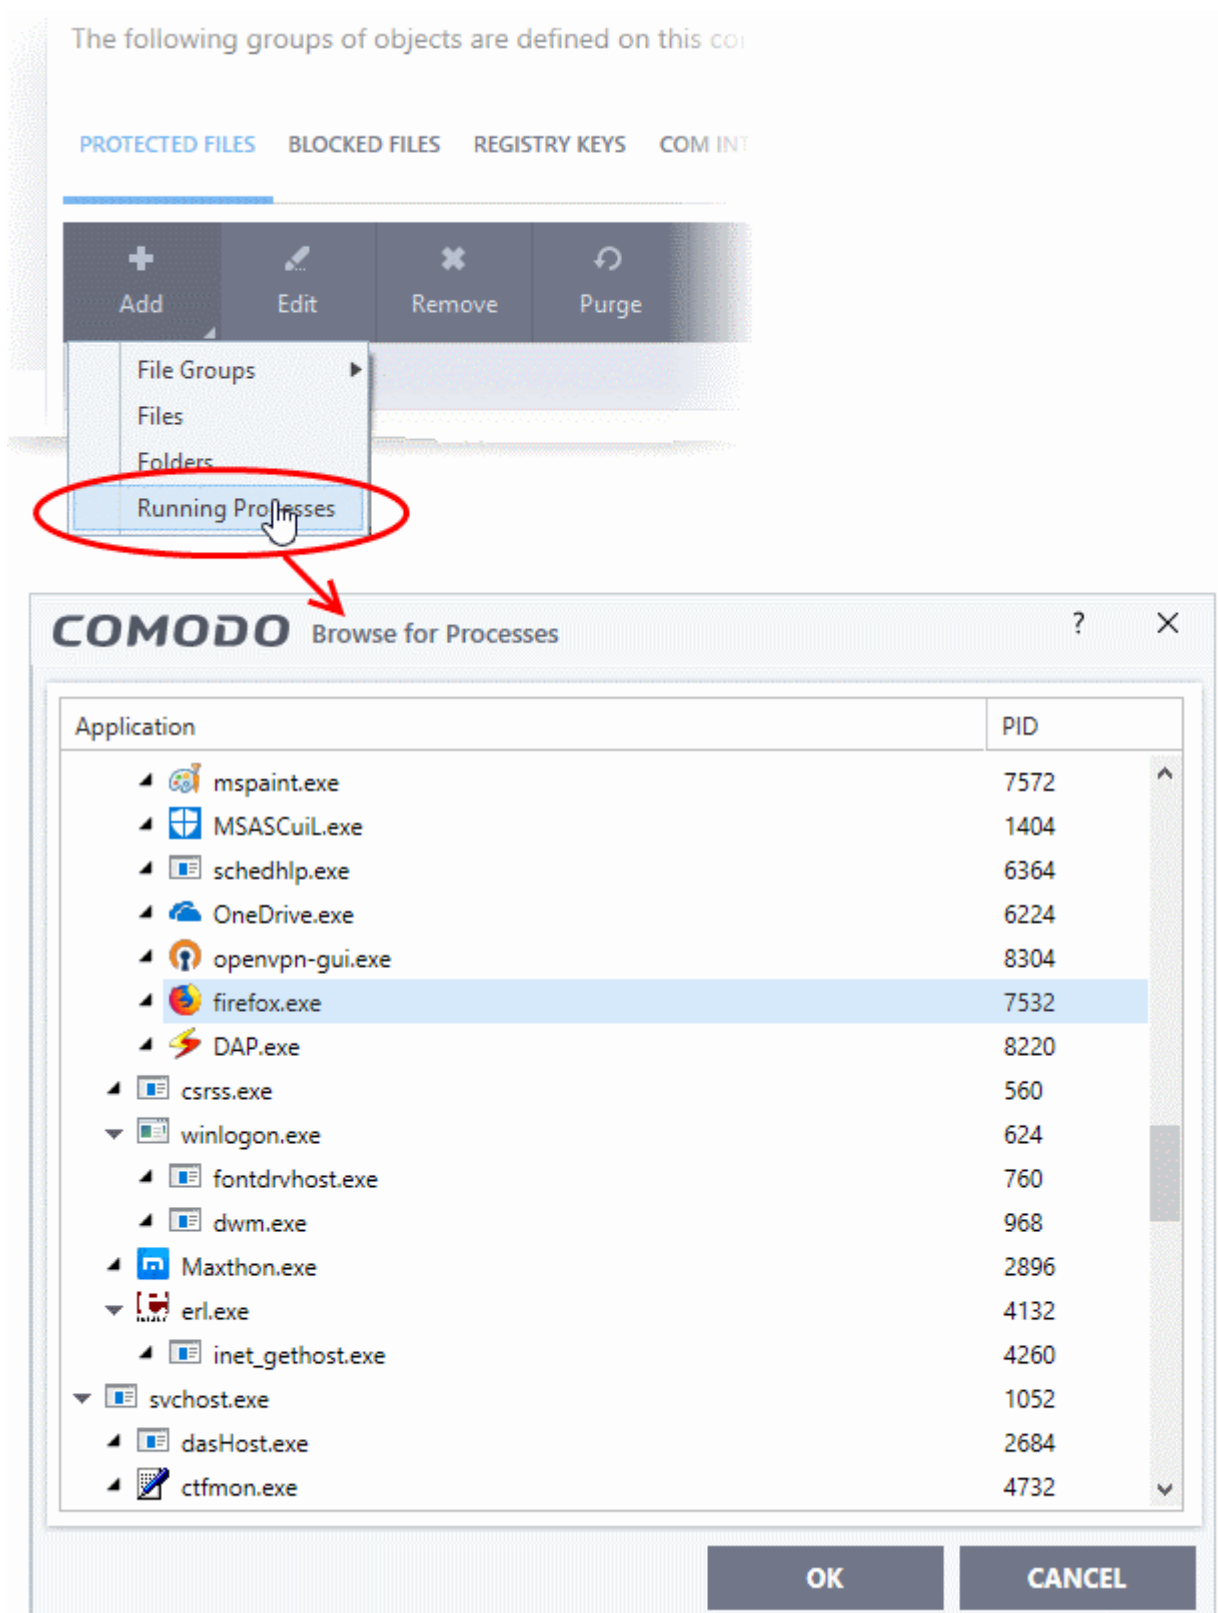 The following groups of objects are defined on this
PROTECTED FILES BLOCKED FILES REGISTRY KEYS COM INT
Add Edit Remove Purge
File Groups
Files
Folders
Running Processes
COMODO Browse for Processes ? X
Application PID
mspaint.exe 7572
MSASCuiL.exe 1404
schedhlp.exe 6364
OneDrive.exe 6224
openvpn-gui.exe 8304
firefox.exe 7532
DAP.exe 8220
csrss.exe 560
winlogon.exe 624
fontdrvhost.exe 760
dwm.exe 968
Maxthon.exe 2896
erl.exe 4132
inet_gethost.exe 4260
svchost.exe 1052
dasHost.exe 2684
ctfmon.exe 4732
OK CANCEL